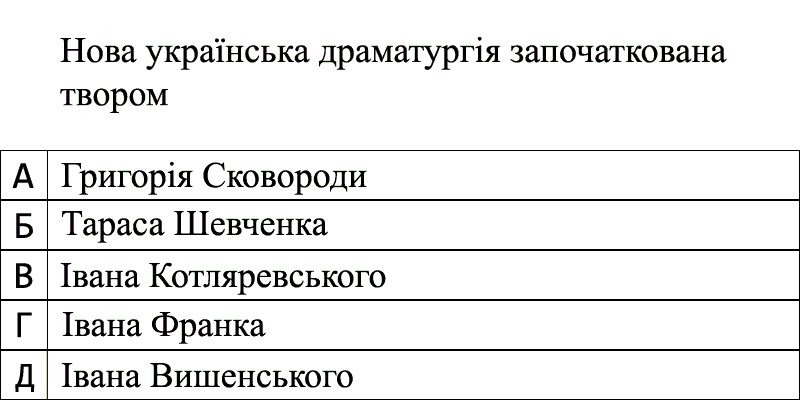 Нова українська драматургія започаткована
твором
А Григорія Сковороди
Б Тараса Шевченка
В Івана Котляревського
Г Івана Франка
Д Івана Вишенського